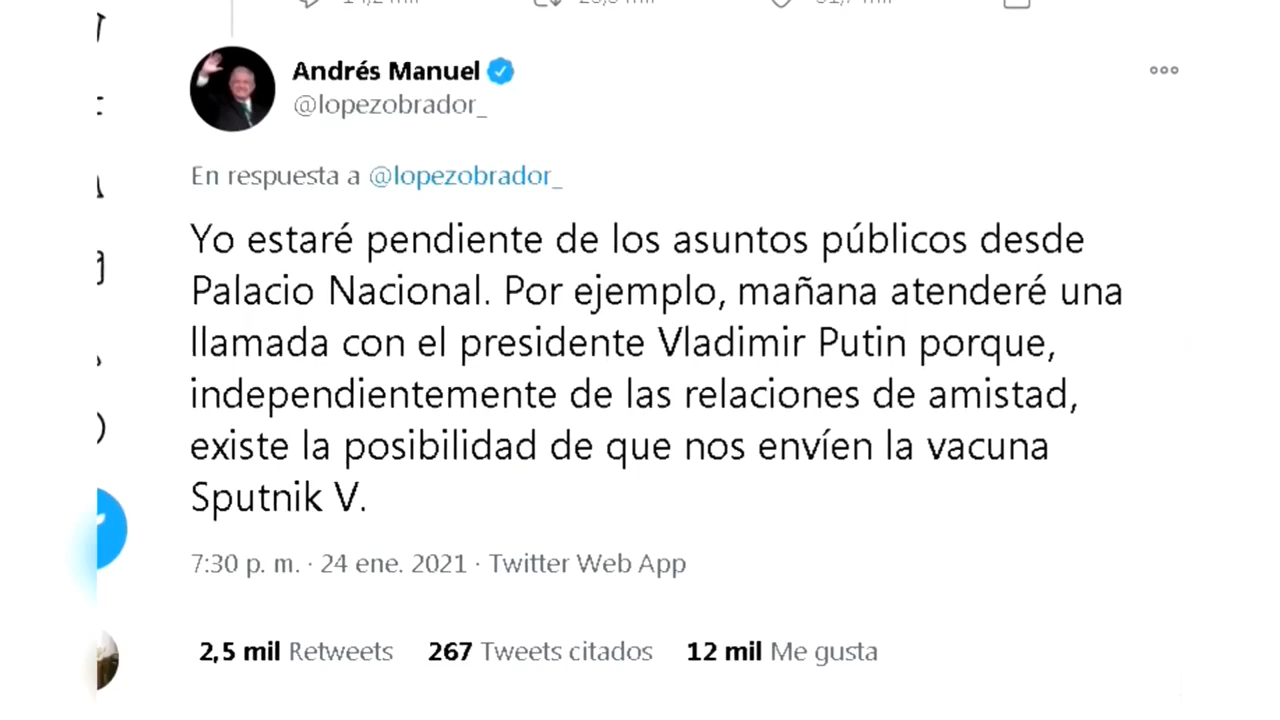 Andrés Manuel
@lopezobrador_
En respuesta a @lopezobrador_
Yo estaré pendiente de los asuntos públicos desde
Palacio Nacional. Por ejemplo, mañana atenderé una
llamada con el presidente Vladimir Putin porque,
independientemente de las relaciones de amistad,
existe la posibilidad de que nos envíen la vacuna
Sputnik V.
7:30 p. m. · 24 ene. 2021 · Twitter Web App
2,5 mil Retweets 267 Tweets citados 12 mil Me gusta